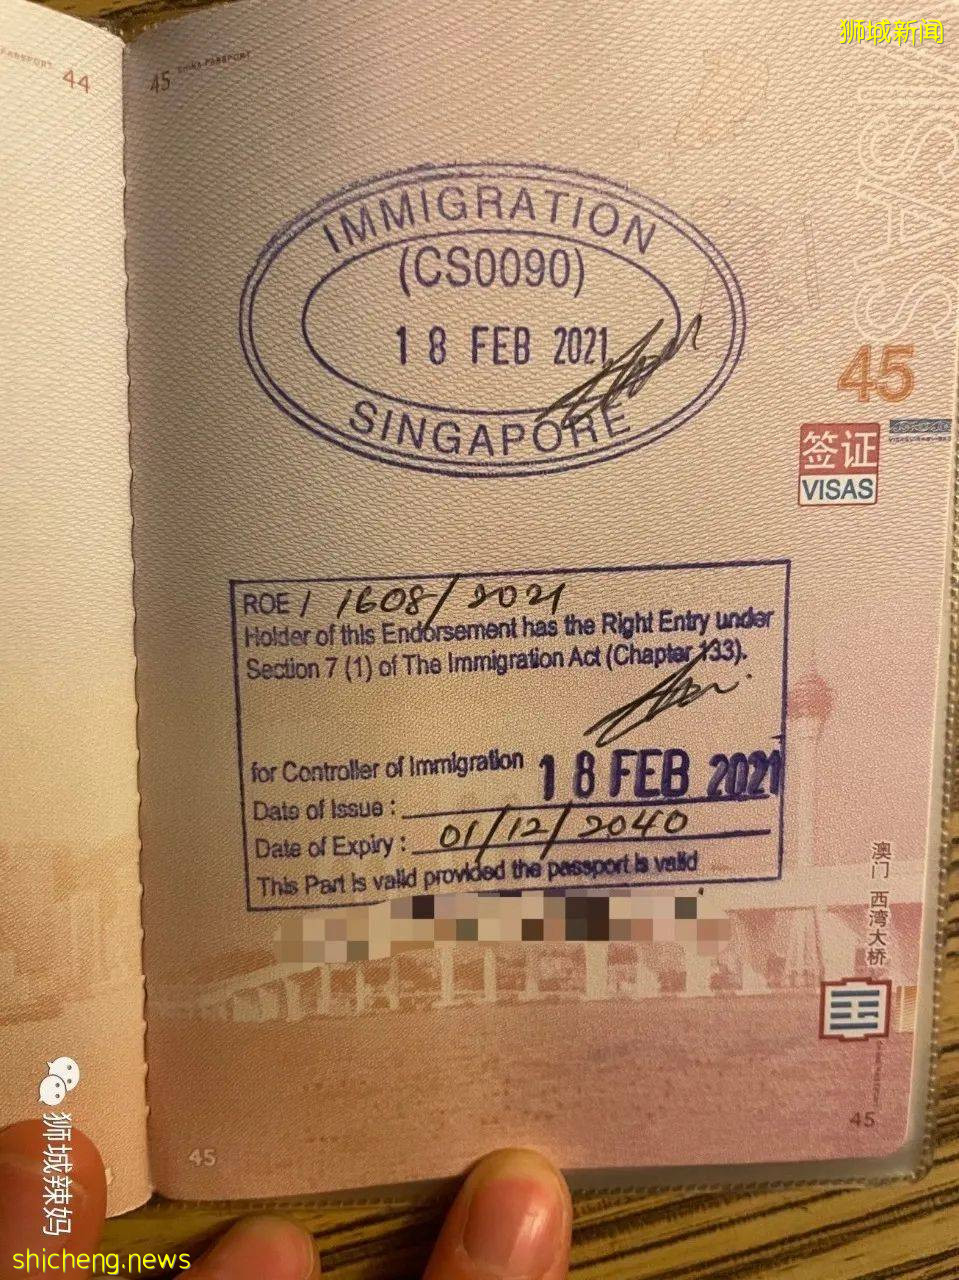 狮城新闻
PASSPORT 44
45 CHINA PASSPORT
VISAS
IMMIGRATION
(CS0090)
18 FEB 2021
SINGAPORE
45
签证
VISAS
ROE / 1608/2021
Holder of this Endorsement has the Right Entry under
Section 7 (1) of The Immigration Act (Chapter 133).
for Controller of Immigration
18 FEB 2021
Date of Issue :
Date of Expiry : 01/12/2040
This Part is valid provided the passport is valid
澳门 西湾大桥
45
45
狮城辣妈
shicheng.news